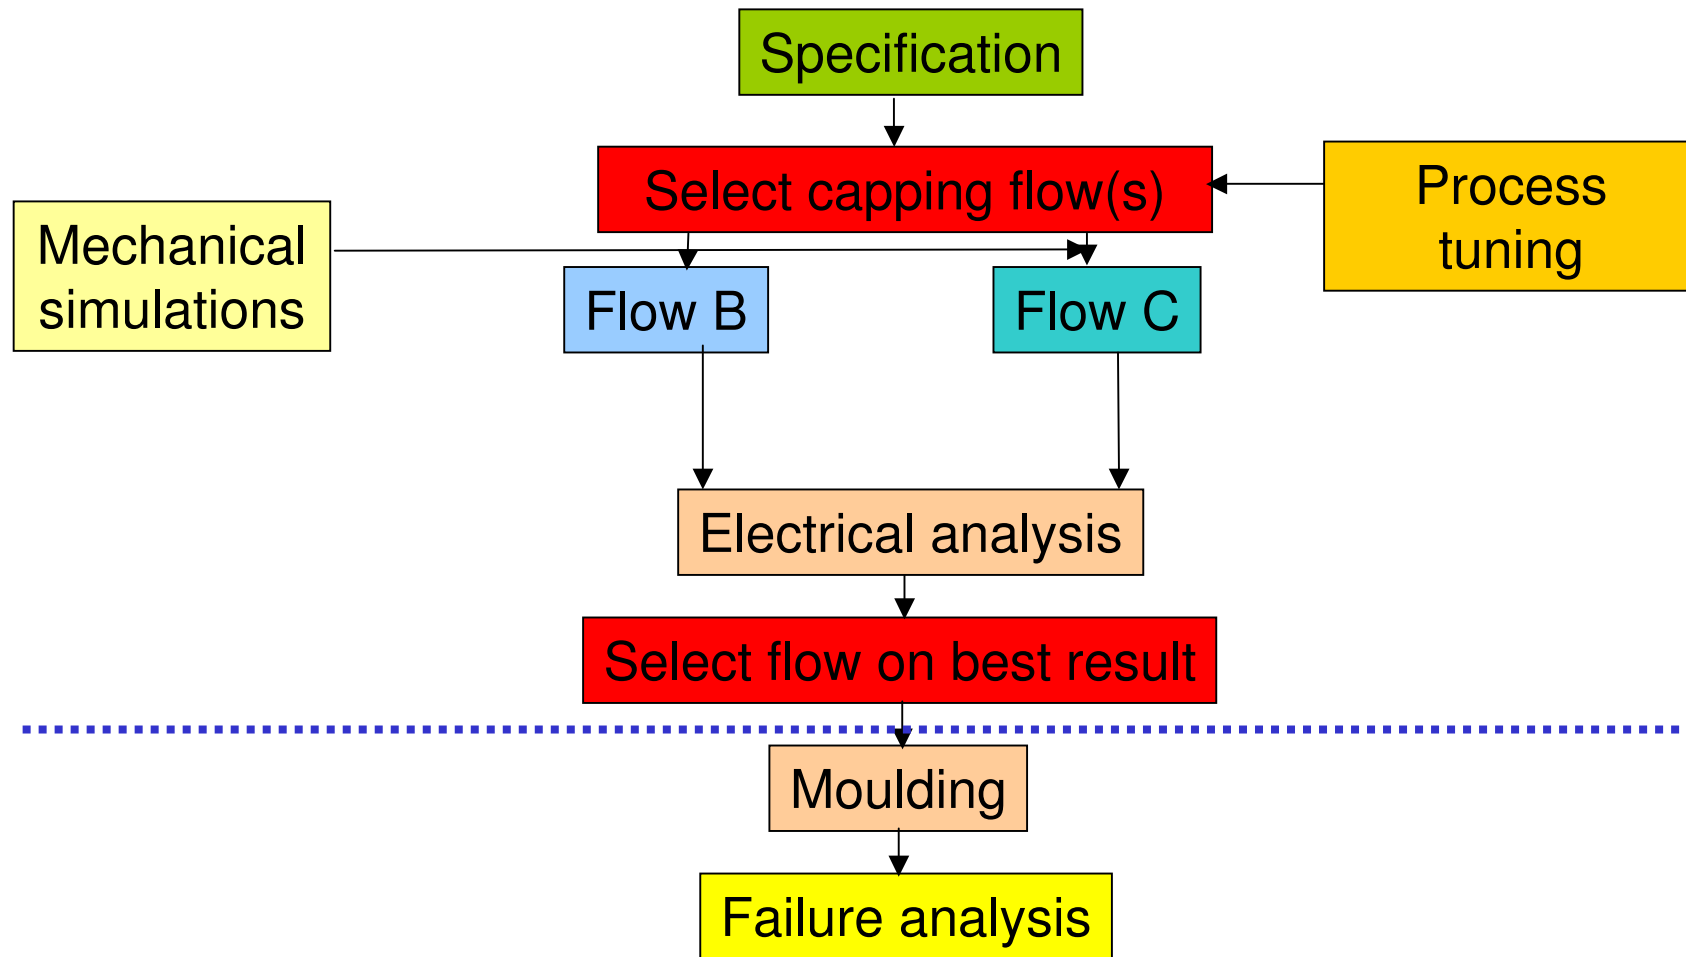 Specification
Select capping flow(s)
Process
tuning
Mechanical
simulations
Flow B
Flow C
Electrical analysis
Select flow on best result
Moulding
Failure analysis